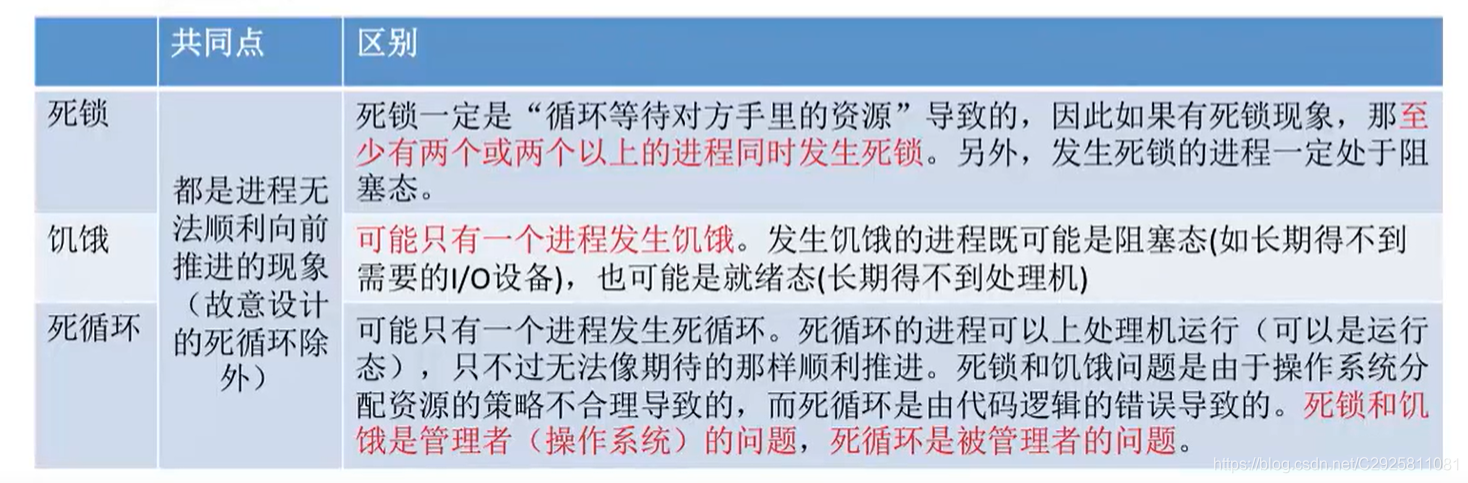 共同点
区别
死锁
都是进程无
法顺利向前
推进的现象
（故意设计
的死循环除
外）
死锁一定是“循环等待对方手里的资源”导致的，因此如果有死锁现象，那至
少有两个或两个以上的进程同时发生死锁。另外，发生死锁的进程一定处于阻
塞态。
饥饿
可能只有一个进程发生饥饿。发生饥饿的进程既可能是阻塞态(如长期得不到
需要的I/O设备)，也可能是就绪态(长期得不到处理机)
死循环
可能只有一个进程发生死循环。死循环的进程可以上处理机运行（可以是运行
态），只不过无法像期待的那样顺利推进。死锁和饥饿问题是由于操作系统分
配资源的策略不合理导致的，而死循环是由代码逻辑的错误导致的。死锁和饥
饿是管理者（操作系统）的问题，死循环是被管理者的问题。
https://blog.csdn.net/C2925811081